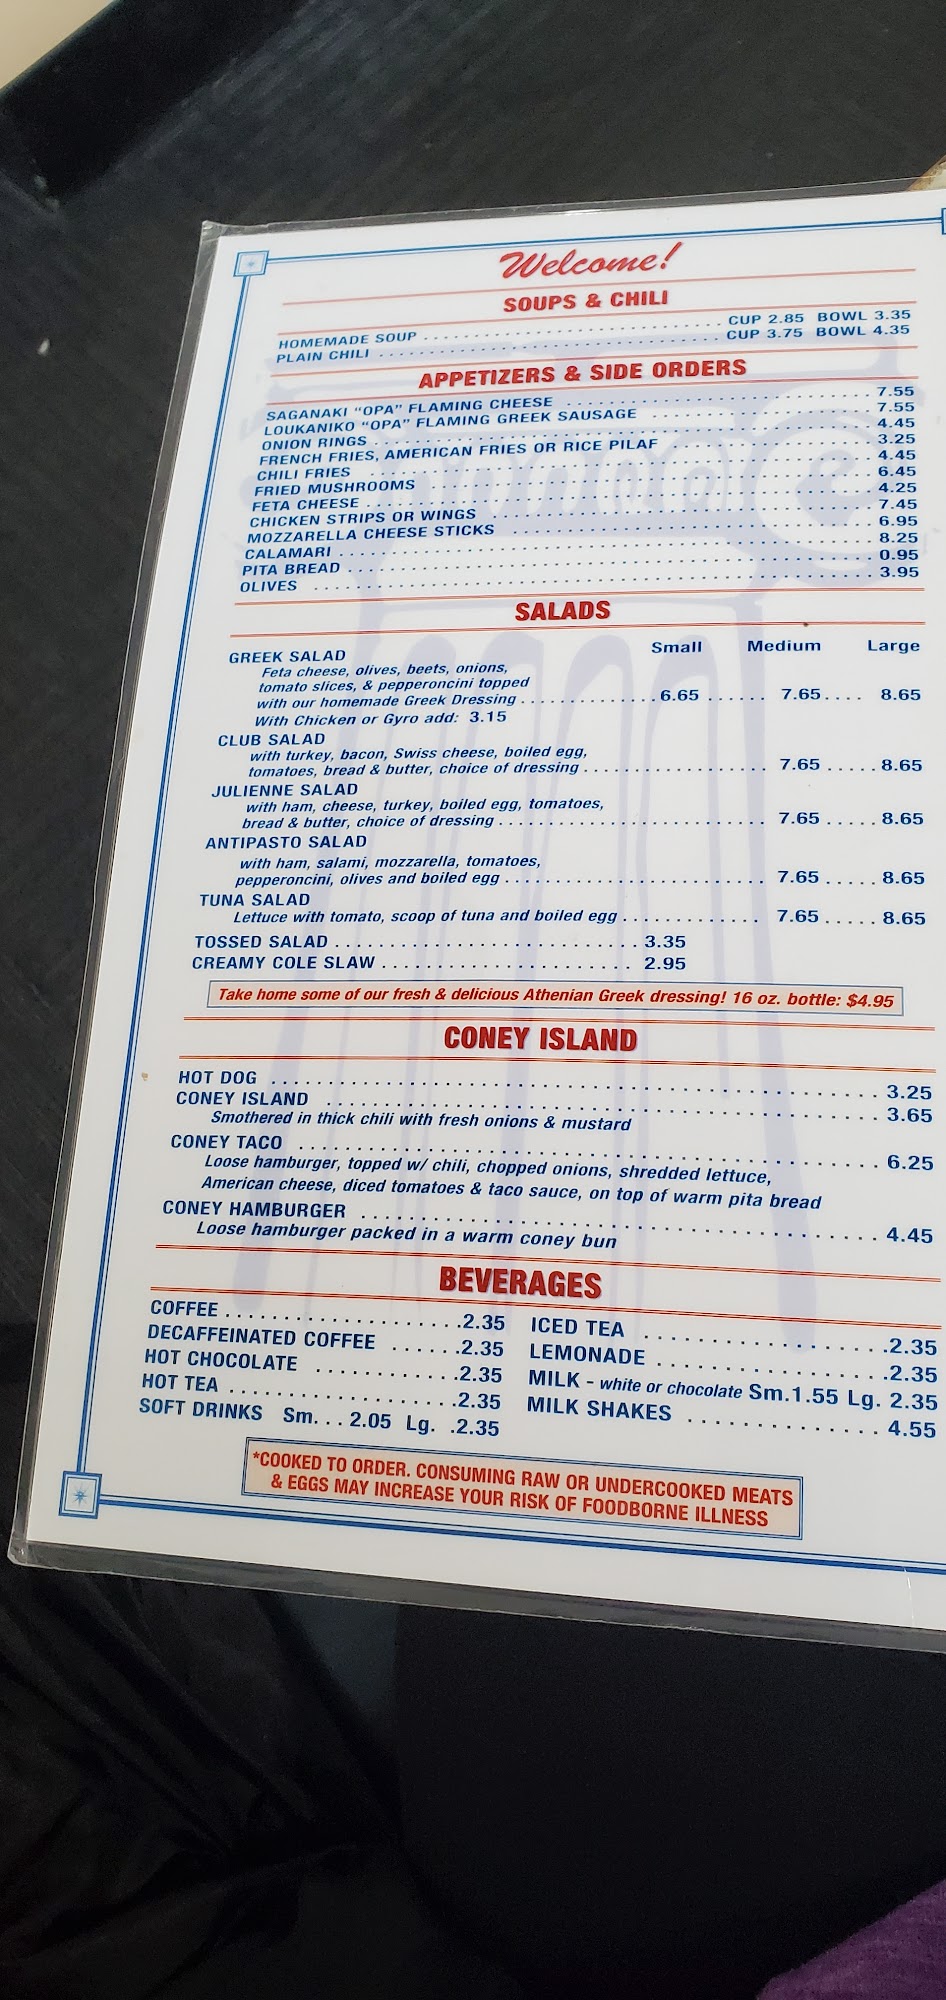 Welcome!
SOUPS & CHILI
HOMEMADE SOUP CUP 2.85 BOWL 3.35
PLAIN CHILI CUP 3.75 BOWL 4.35
APPETIZERS & SIDE ORDERS
SAGANAKI “OPA” FLAMING CHEESE 7.55
LOUKANIKO “OPA” FLAMING GREEK SAUSAGE 7.55
ONION RINGS 4.45
FRENCH FRIES, AMERICAN FRIES OR RICE PILAF 3.25
CHILI FRIES 4.45
FRIED MUSHROOMS 6.45
FETA CHEESE 4.25
CHICKEN STRIPS OR WINGS 7.45
MOZZARELLA CHEESE STICKS 6.95
CALAMARI 8.25
PITA BREAD 0.95
OLIVES 3.95
SALADS
Small Medium Large
GREEK SALAD
Feta cheese, olives, beets, onions,
tomato slices, & pepperoncini topped
with our homemade Greek Dressing 6.65 7.65 8.65
With Chicken or Gyro add: 3.15
CLUB SALAD
with turkey, bacon, Swiss cheese, boiled egg,
tomatoes, bread & butter, choice of dressing 7.65 8.65
JULIENNE SALAD
with ham, cheese, turkey, boiled egg, tomatoes,
bread & butter, choice of dressing 7.65 8.65
ANTIPASTO SALAD
with ham, salami, mozzarella, tomatoes,
pepperoncini, olives and boiled egg 7.65 8.65
TUNA SALAD
Lettuce with tomato, scoop of tuna and boiled egg 7.65 8.65
TOSSED SALAD 3.35
CREAMY COLE SLAW 2.95
Take home some of our fresh & delicious Athenian Greek dressing! 16 oz. bottle: $4.95
CONEY ISLAND
HOT DOG 3.25
CONEY ISLAND 3.65
Smothered in thick chili with fresh onions & mustard
CONEY TACO 6.25
Loose hamburger, topped w/ chili, chopped onions, shredded lettuce,
American cheese, diced tomatoes & taco sauce, on top of warm pita bread
CONEY HAMBURGER 4.45
Loose hamburger packed in a warm coney bun
BEVERAGES
COFFEE 2.35
DECAFFEINATED COFFEE 2.35
HOT CHOCOLATE 2.35
HOT TEA 2.35
SOFT DRINKS Sm. 2.05 Lg. 2.35
ICED TEA 2.35
LEMONADE 2.35
MILK - white or chocolate Sm.1.55 Lg. 2.35
MILK SHAKES 4.55
*COOKED TO ORDER. CONSUMING RAW OR UNDERCOOKED MEATS
& EGGS MAY INCREASE YOUR RISK OF FOODBORNE ILLNESS